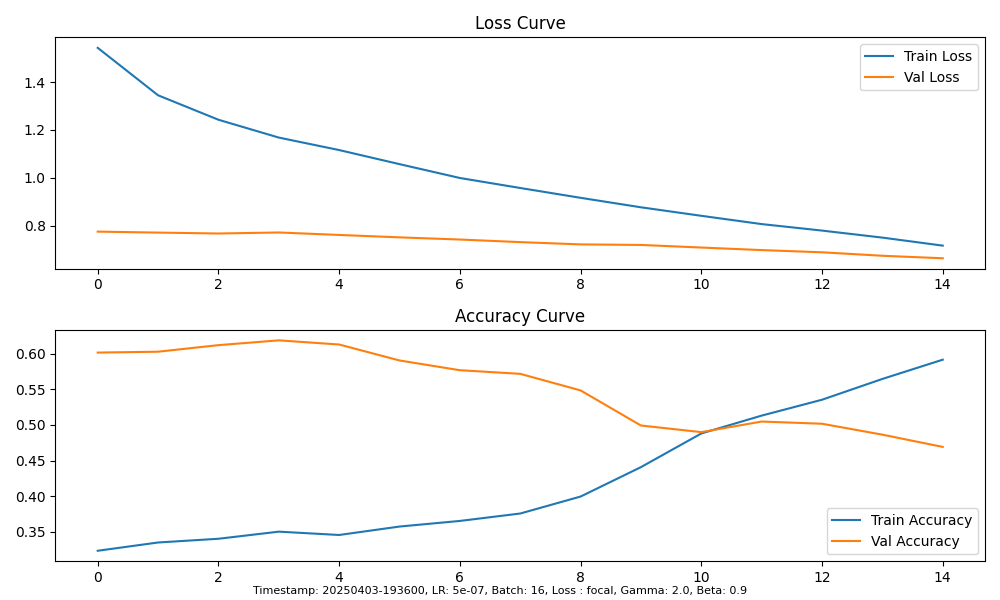 Loss Curve
Train Loss
Val Loss
1.4
1.2
1.0
0.8
0 2 4 6 8 10 12 14
Accuracy Curve
0.60
0.55
0.50
0.45
0.40
0.35
Train Accuracy
Val Accuracy
0 2 4 6 8 10 12 14
Timestamp: 20250403-193600, LR: 5e-07, Batch: 16, Loss : focal, Gamma: 2.0, Beta: 0.9